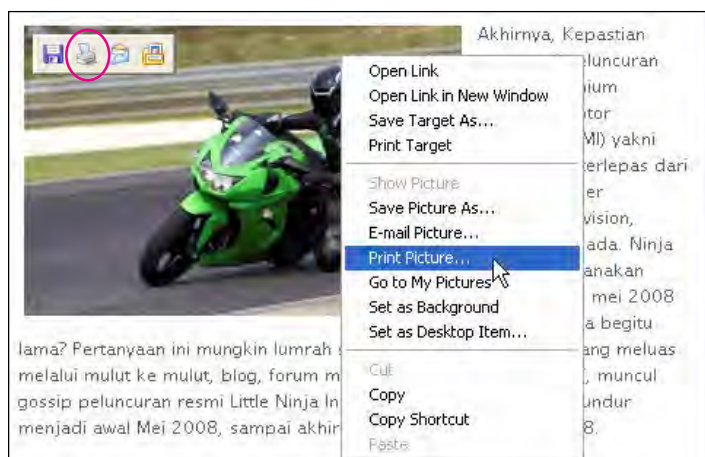 Akhirnya, Kepastian
luncuran
ium
tor
MI) yakni
terlepas dari
er
vision,
ada. Ninja
anakan
mei 2008
a begitu
lama? Pertanyaan ini mungkin lumrah
ang meluas
melalui mulut ke mulut, blog, forum m
, muncul
gossip peluncuran resmi Little Ninja In
undur
menjadi awal Mei 2008, sampai akhir
8.
Open Link
Open Link in New Window
Save Target As...
Print Target
Show Picture
Save Picture As...
E-mail Picture...
Print Picture...
Go to My Pictures
Set as Background
Set as Desktop Item...
Cut
Copy
Copy Shortcut
Paste